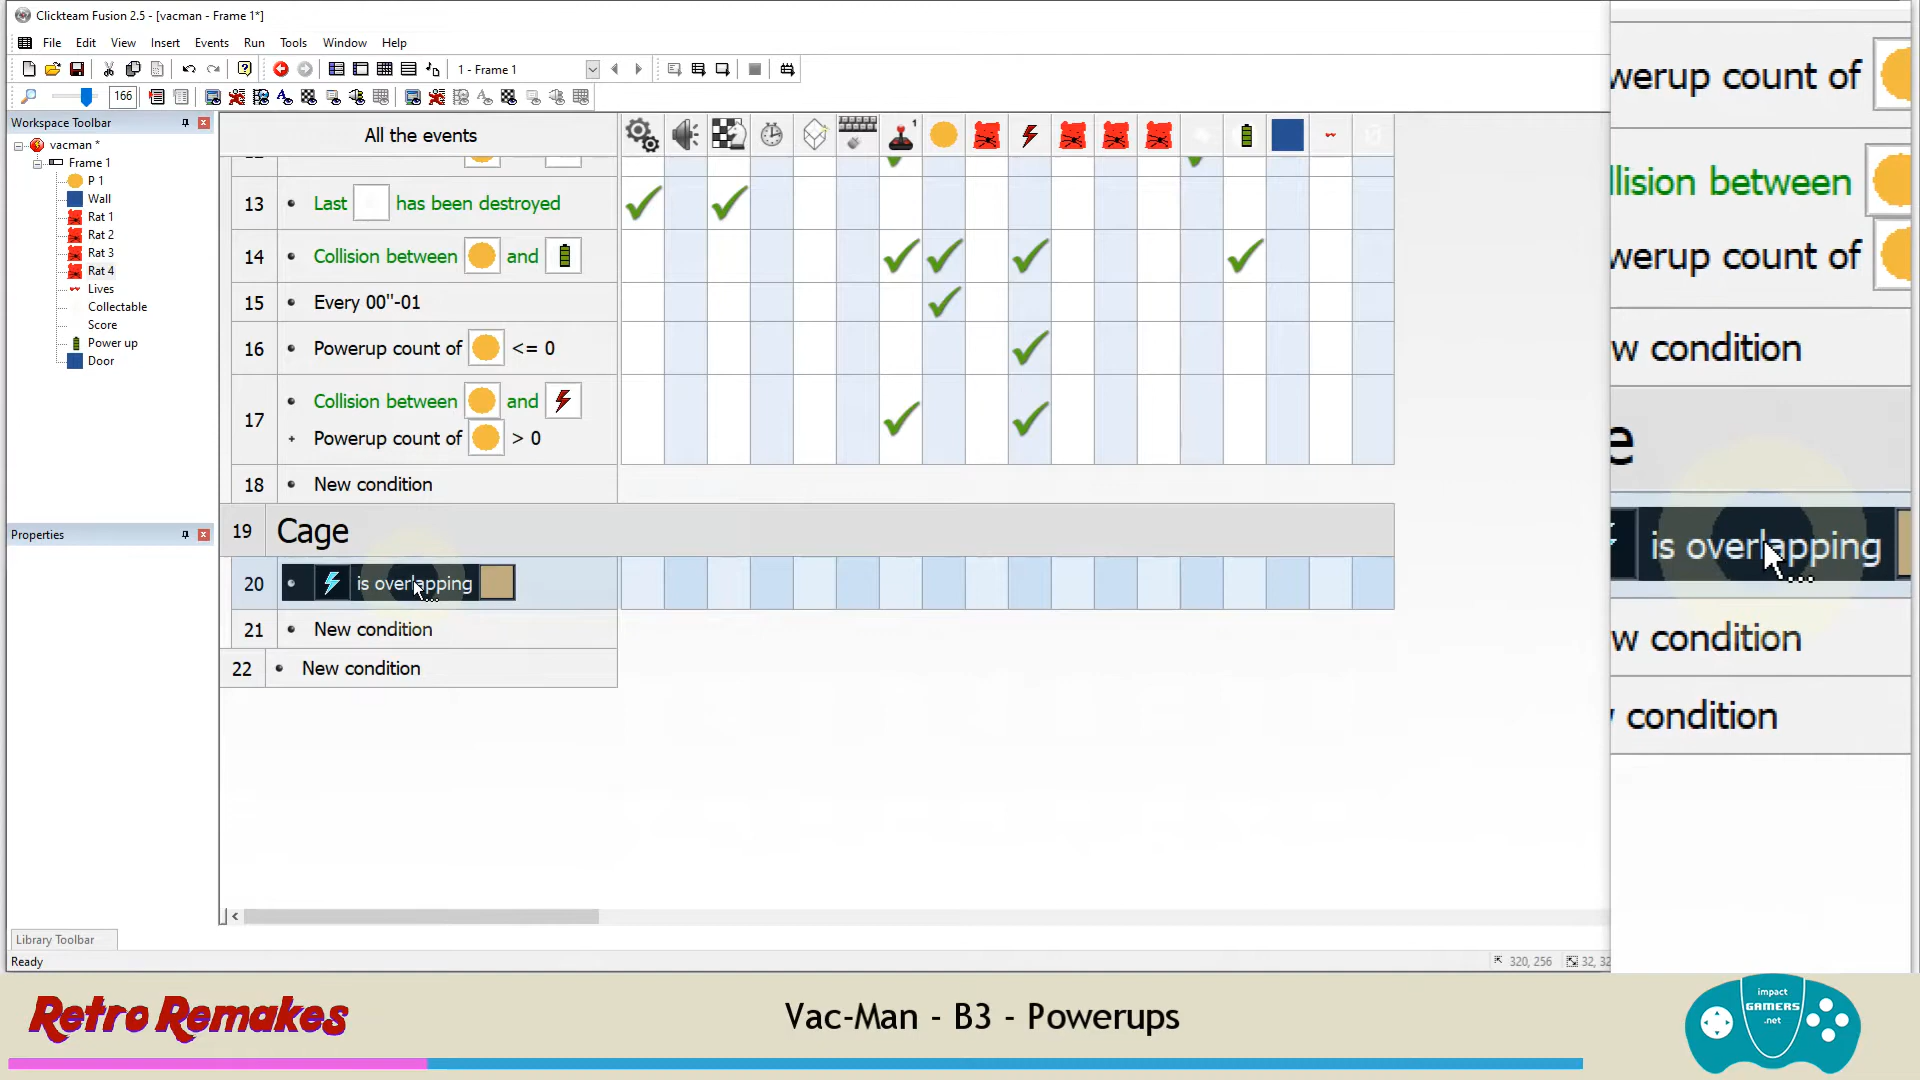 Clickteam Fusion 2.5 - [vacman - Frame 1*]
File Edit View Insert Events Run Tools Window Help
1 - Frame 1
166
Workspace Toolbar
vacman *
Frame 1
P 1
Wall
Rat 1
Rat 2
Rat 3
Rat 4
Lives
Collectable
Score
Power up
Door
Properties
Library Toolbar
Ready
All the events
1
13 Last has been destroyed
14 Collision between and
15 Every 00"-01
16 Powerup count of <= 0
17 Collision between and
+ Powerup count of > 0
18 New condition
19 Cage
20 is overlapping
21 New condition
22 New condition
320, 256 32, 32
werup count of
llision between
werup count of
w condition
e
is overlapping
w condition
condition
Retro Remakes
Vac-Man - B3 - Powerups
impact
GAMERS
.net